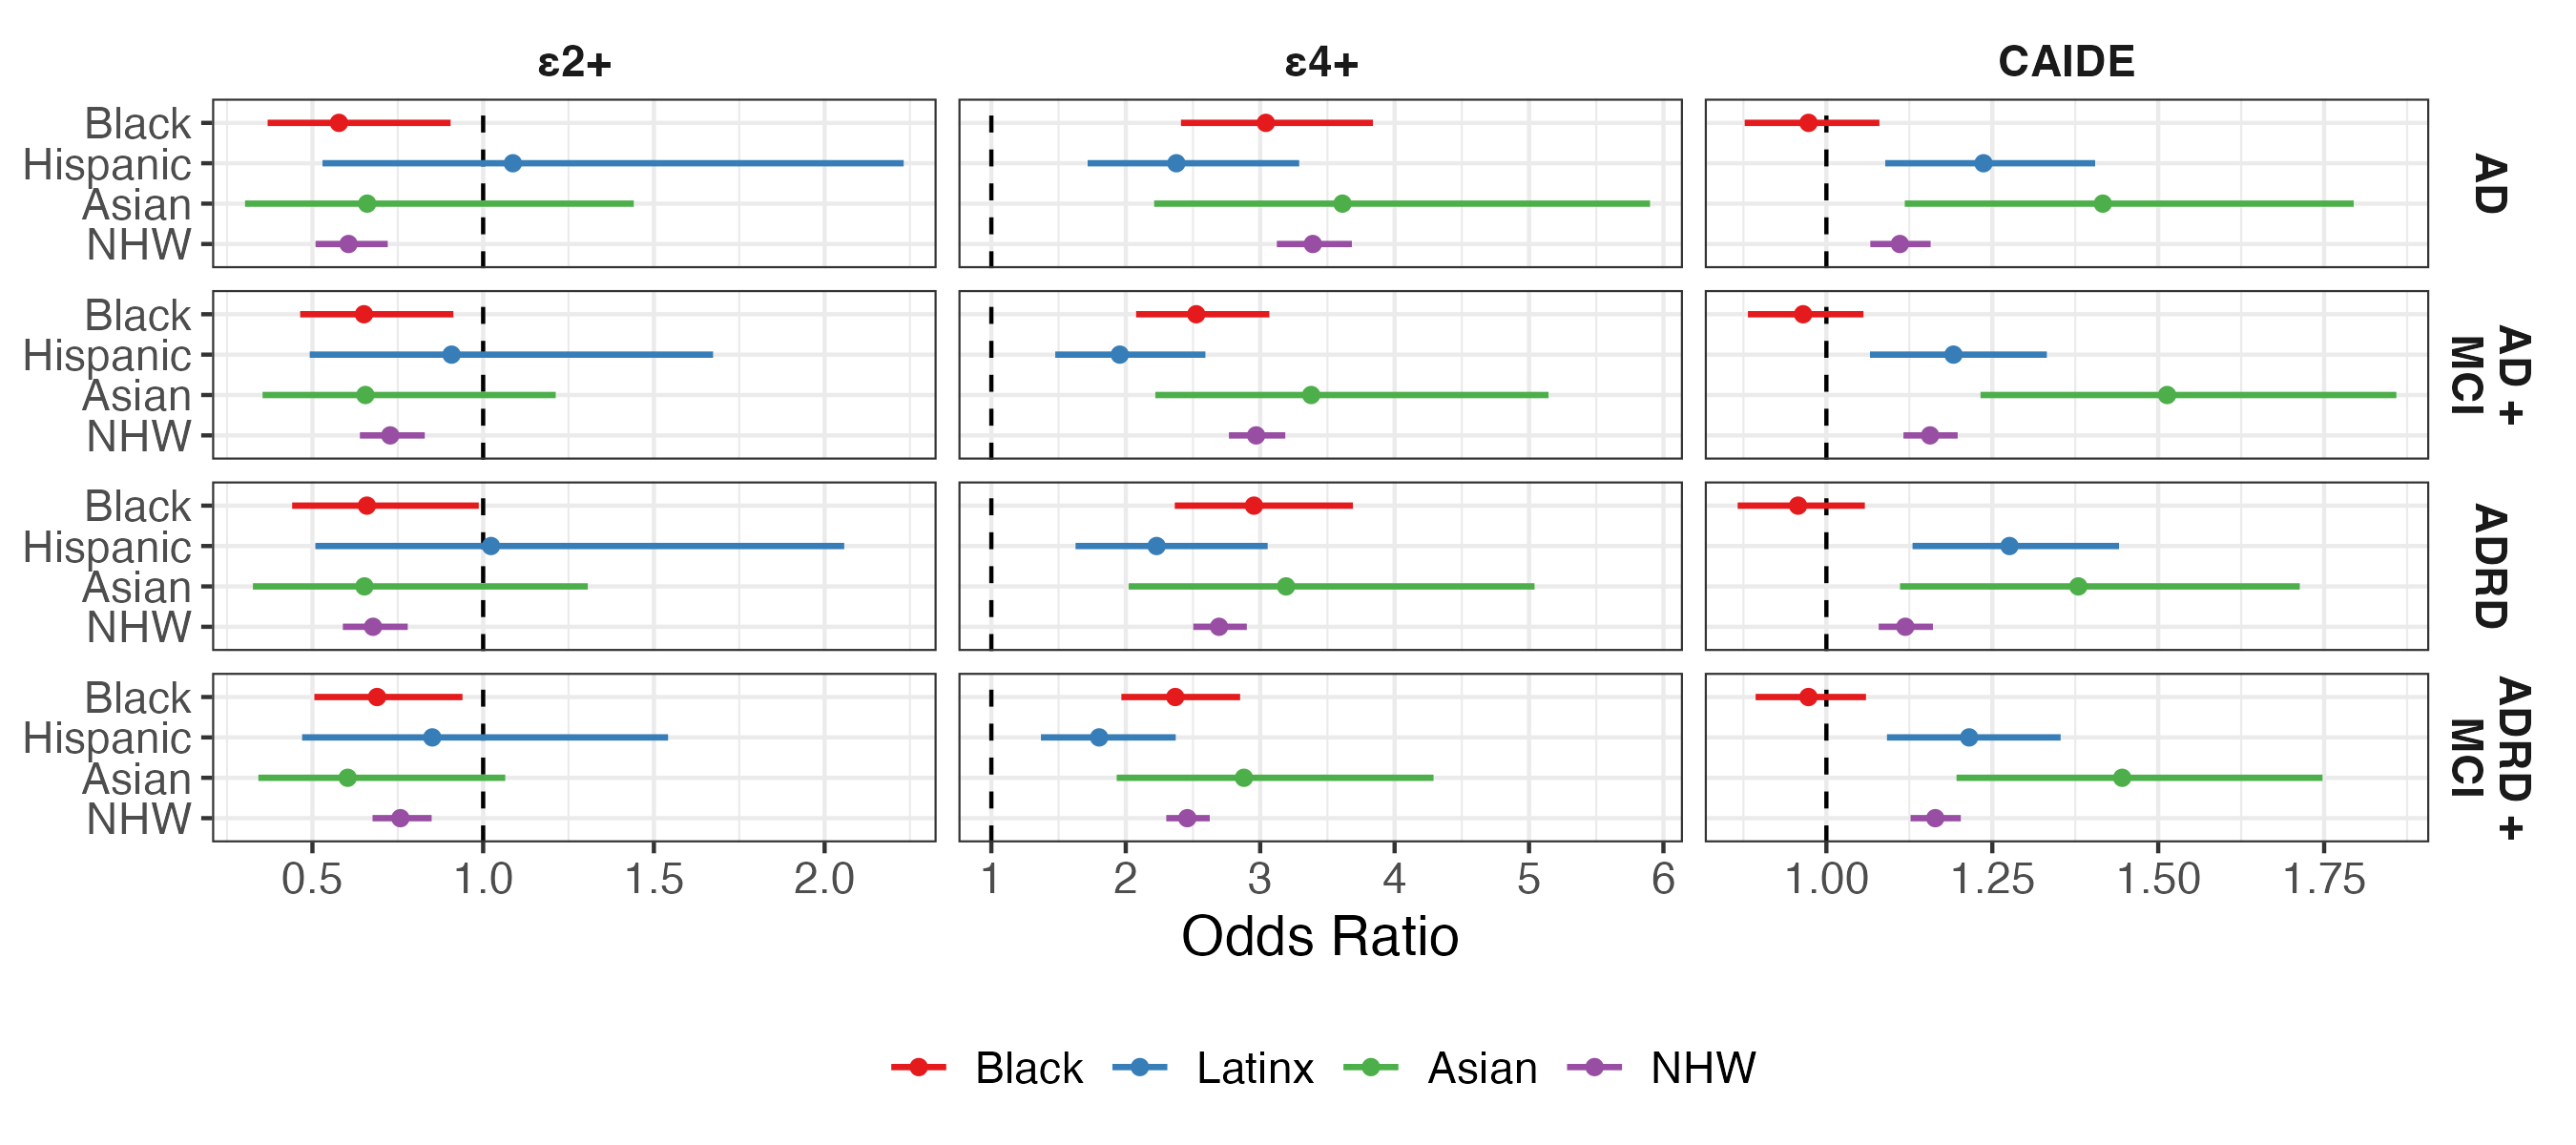 ε2+ ε4+ CAIDE
Black
Hispanic
Asian
NHW
AD
Black
Hispanic
Asian
NHW
AD +
MCI
Black
Hispanic
Asian
NHW
ADRD
Black
Hispanic
Asian
NHW
ADRD +
MCI
0.5 1.0 1.5 2.0 1 2 3 4 5 6 1.00 1.25 1.50 1.75
Odds Ratio
Black Latinx Asian NHW